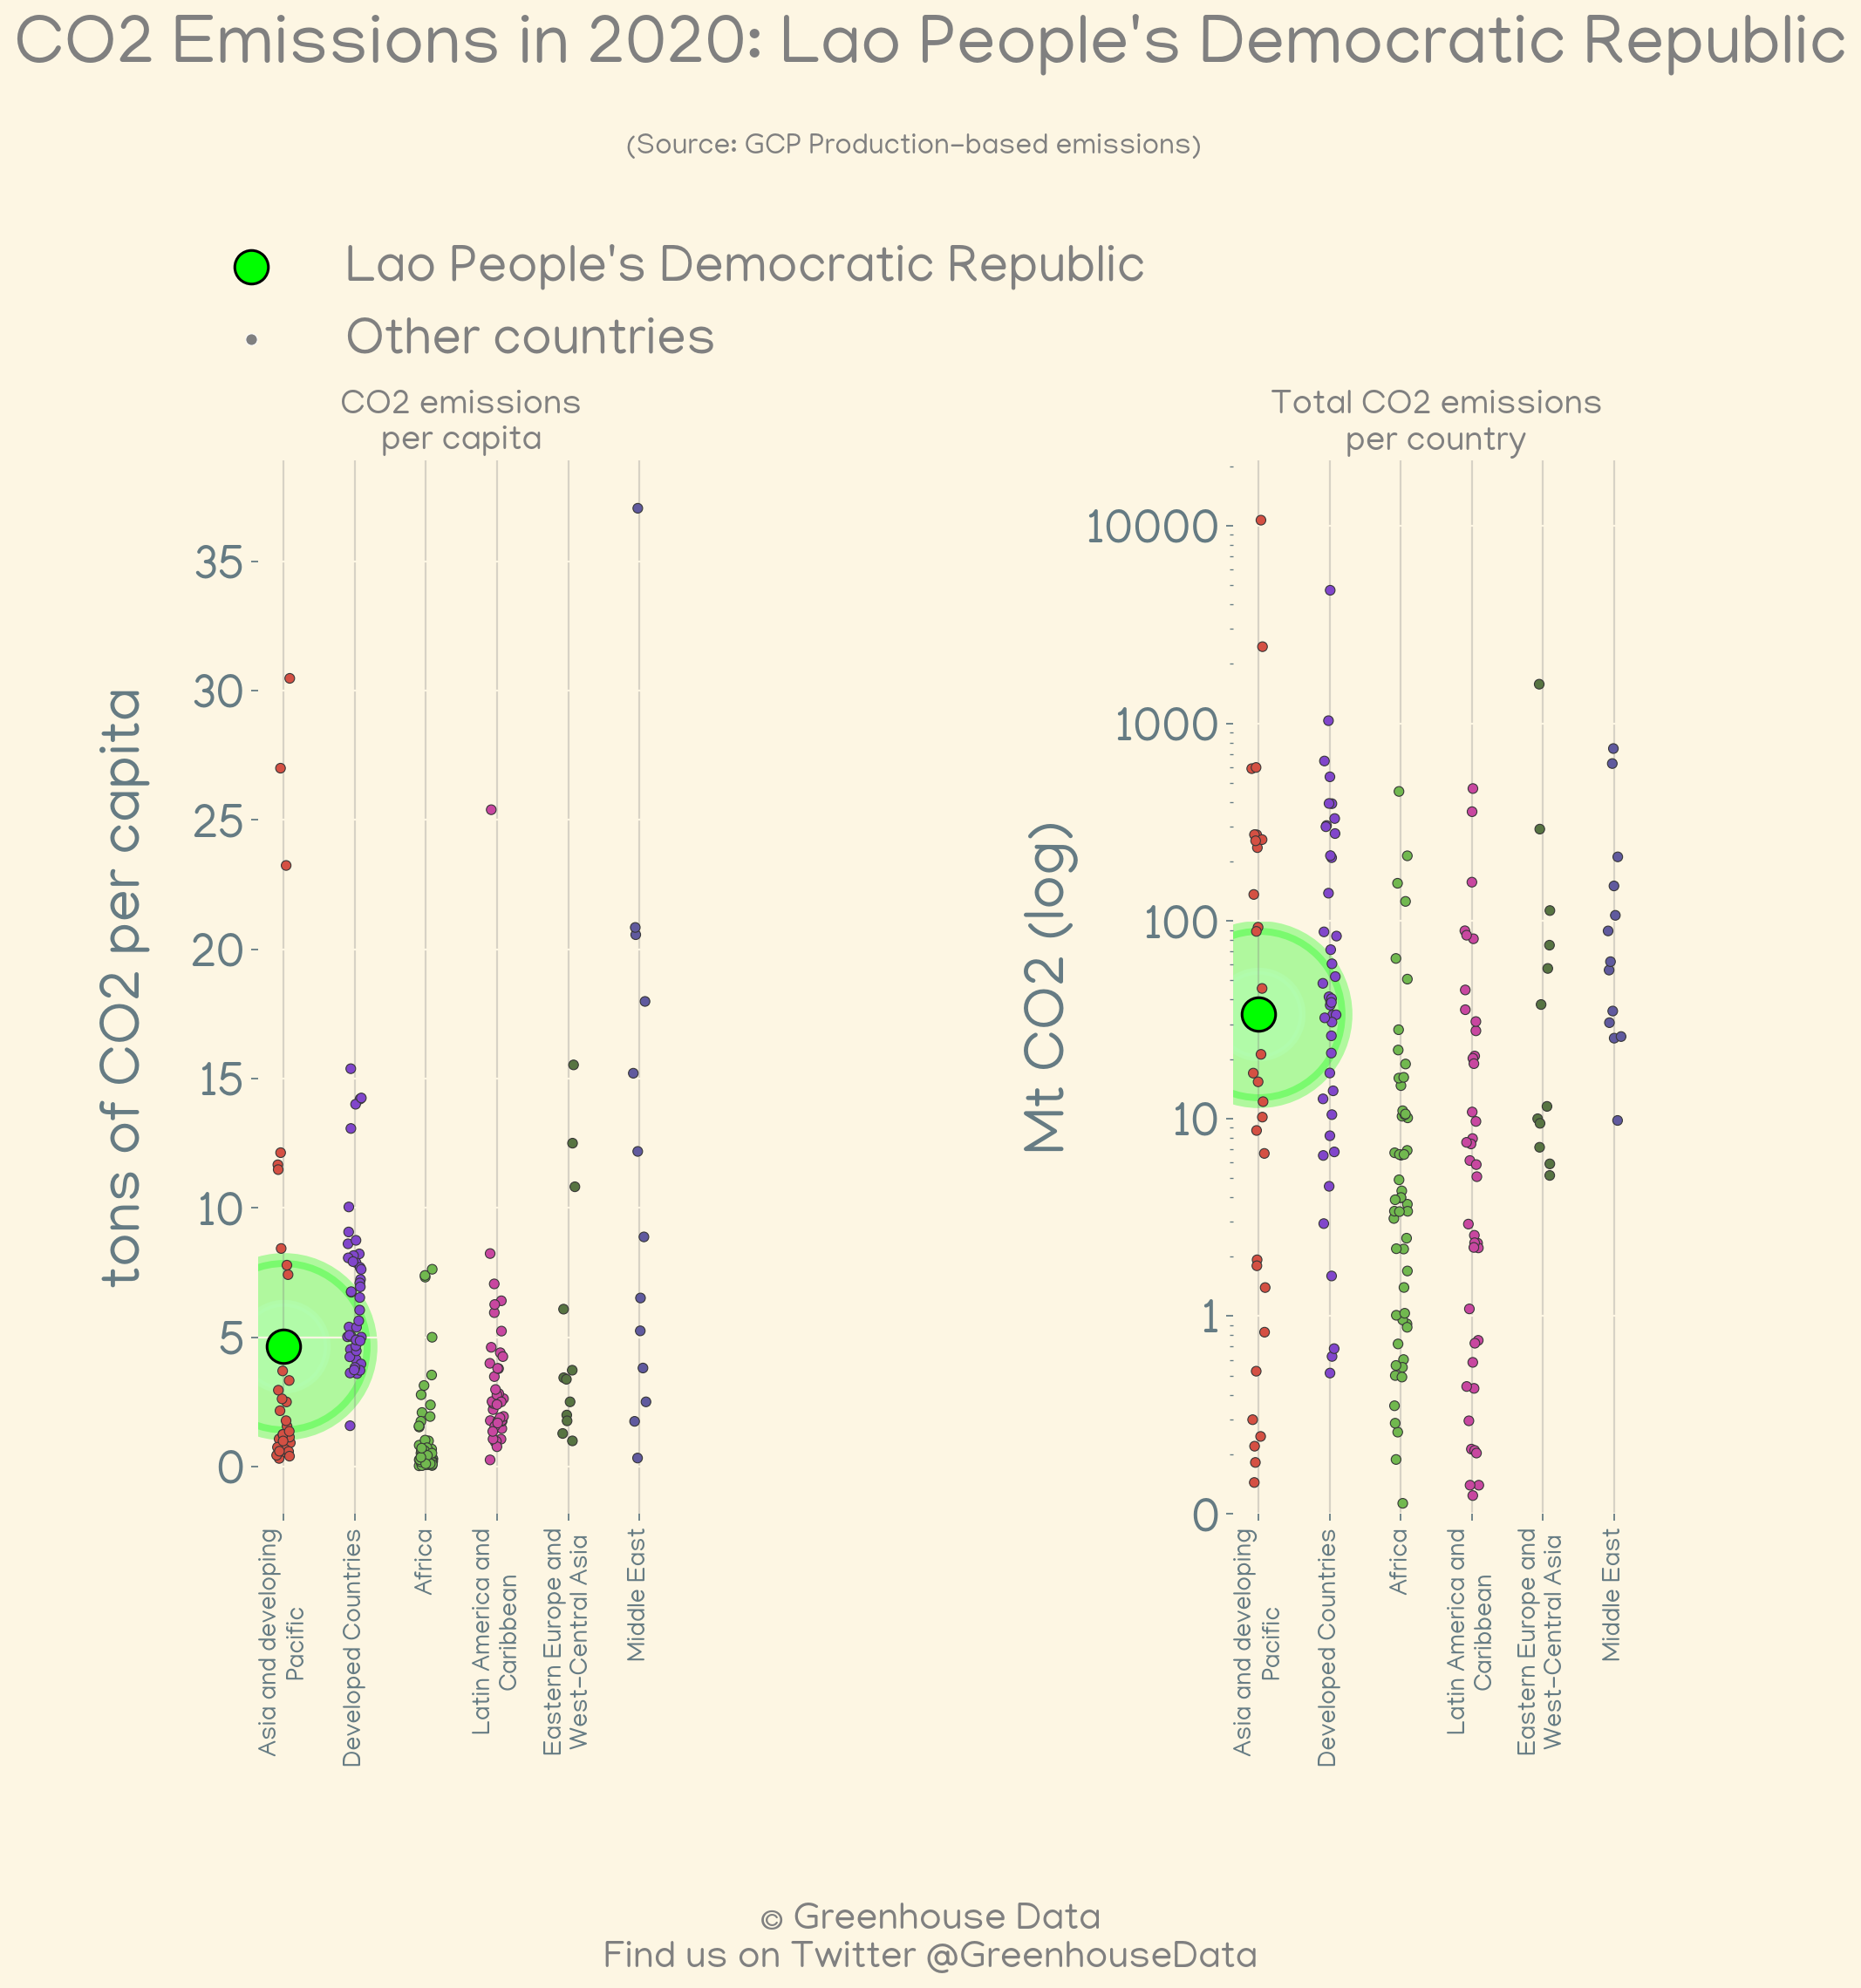 CO2 Emissions in 2020: Lao People's Democratic Republic
(Source: GCP Production-based emissions)
Lao People's Democratic Republic
Other countries
CO2 emissions
per capita
tons of CO2 per capita
35
30
25
20
15
10
5
0
Asia and developing
Pacific
Developed Countries
Africa
Latin America and
Caribbean
Eastern Europe and
West-Central Asia
Middle East
Total CO2 emissions
per country
Mt CO2 (log)
10000
1000
100
10
1
0
Asia and developing
Pacific
Developed Countries
Africa
Latin America and
Caribbean
Eastern Europe and
West-Central Asia
Middle East
© Greenhouse Data
Find us on Twitter @GreenhouseData